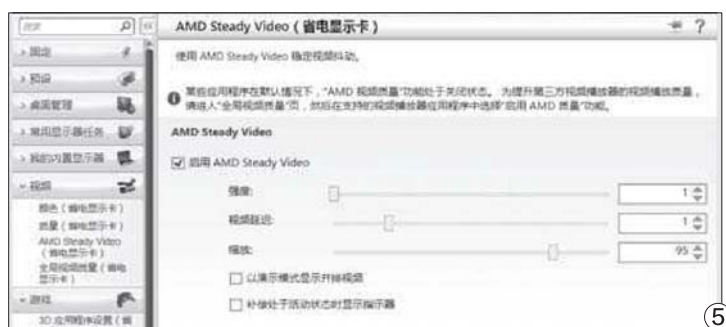 搜索
AMD Steady Video（省电显示卡）
?
使用 AMD Steady Video 稳定视频抖动。
某些应用程序在默认情况下，“AMD 视频质量”功能处于关闭状态。 为提升第三方视频播放器的视频播放质量，
请进入“全局视频质量”页，然后在支持的视频播放器应用程序中选择“启用 AMD 质量”功能。
AMD Steady Video
启用 AMD Steady Video
强度:
1
视频延迟:
1
缩放:
95
以演示模式显示并排视频
补偿处于活动状态时显示指示器
固定
预设
桌面管理
常用显示器任务
我的内置显示器
视频
颜色（省电显示卡）
质量（省电显示卡）
AMD Steady Video
（省电显示卡）
全局视频质量（省电
显示卡）
游戏
3D 应用程序设置（省
⑤